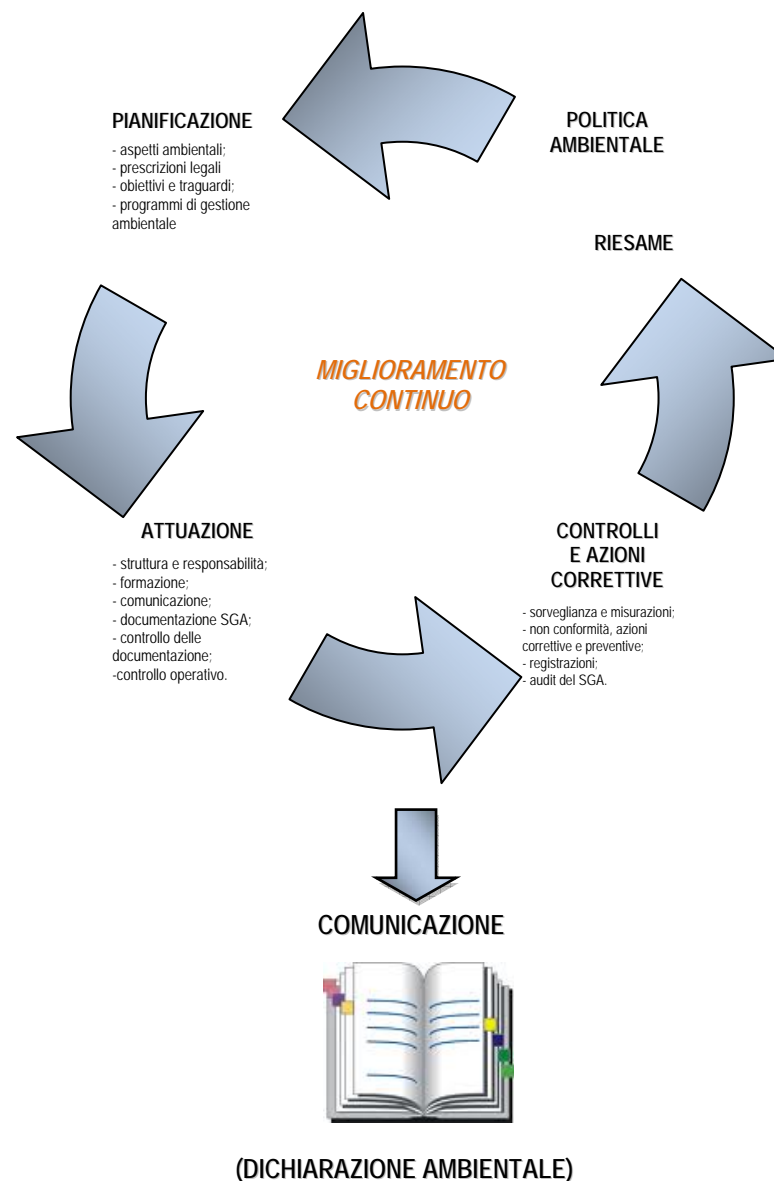 PIANIFICAZIONE
- aspetti ambientali;
- prescrizioni legali
- obiettivi e traguardi;
- programmi di gestione
ambientale
POLITICA
AMBIENTALE
RIESAME
MIGLIORAMENTO
CONTINUO
ATTUAZIONE
- struttura e responsabilità;
- formazione;
- comunicazione;
- documentazione SGA;
- controllo delle
documentazione;
-controllo operativo.
CONTROLLI
E AZIONI
CORRETTIVE
- sorveglianza e misurazioni;
- non conformità, azioni
correttive e preventive;
- registrazioni;
- audit del SGA.
COMUNICAZIONE
(DICHIARAZIONE AMBIENTALE)